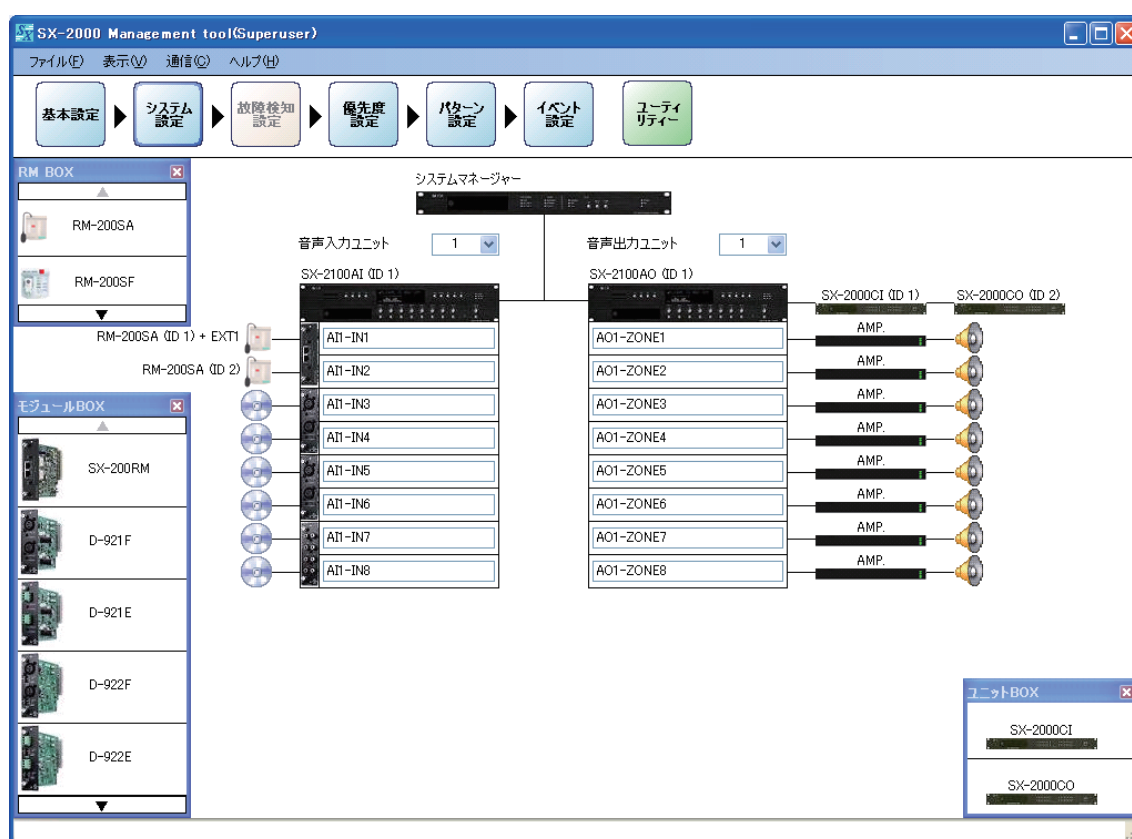 SX-2000 Management tool(Superuser)
ファイル(F) 表示(V) 通信(C) ヘルプ(H)
基本設定
システム
設定
故障検知
設定
優先度
設定
パターン
設定
イベント
設定
ユーティ
リティー
RM BOX
RM-200SA
RM-200SF
システムマネージャー
音声入力ユニット 1
音声出力ユニット 1
SX-2100AI (ID 1)
SX-2100AO (ID 1)
SX-2000CI (ID 1)
SX-2000CO (ID 2)
RM-200SA (ID 1) + EXT1
RM-200SA (ID 2)
AI1-IN1
AI1-IN2
AI1-IN3
AI1-IN4
AI1-IN5
AI1-IN6
AI1-IN7
AI1-IN8
AO1-ZONE1
AO1-ZONE2
AO1-ZONE3
AO1-ZONE4
AO1-ZONE5
AO1-ZONE6
AO1-ZONE7
AO1-ZONE8
AMP.
AMP.
AMP.
AMP.
AMP.
AMP.
AMP.
AMP.
モジュールBOX
SX-200RM
D-921F
D-921E
D-922F
D-922E
ユニットBOX
SX-2000CI
SX-2000CO